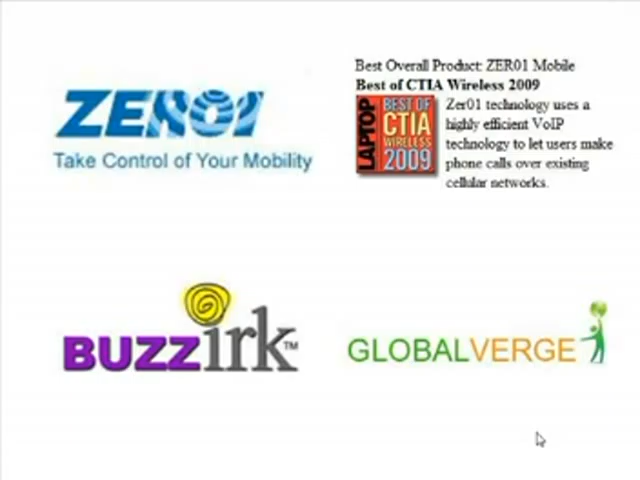 ZER01
Take Control of Your Mobility
Best Overall Product: ZER01 Mobile
Best of CTIA Wireless 2009
LAPTOP
BEST OF
CTIA
WIRELESS
2009
Zer01 technology uses a
highly efficient VoIP
technology to let users make
phone calls over existing
cellular networks.
BUZZirk™
GLOBALVERGE